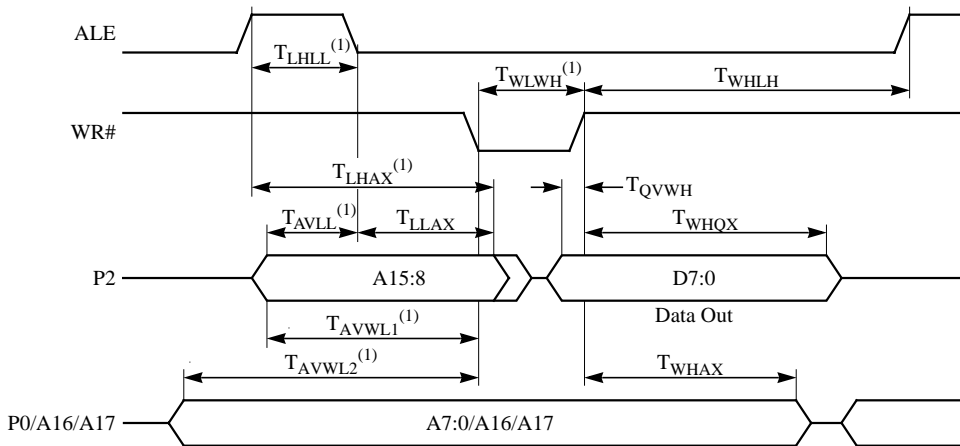 ALE
T_LHLL^(1)
T_WLWH^(1)
T_WHLH
WR#
T_LHAX^(1)
T_QVWH
T_AVLL^(1)
T_LLAX
T_WHQX
P2
A15:8
D7:0
Data Out
T_AVWL1^(1)
T_AVWL2^(1)
T_WHAX
P0/A16/A17
A7:0/A16/A17